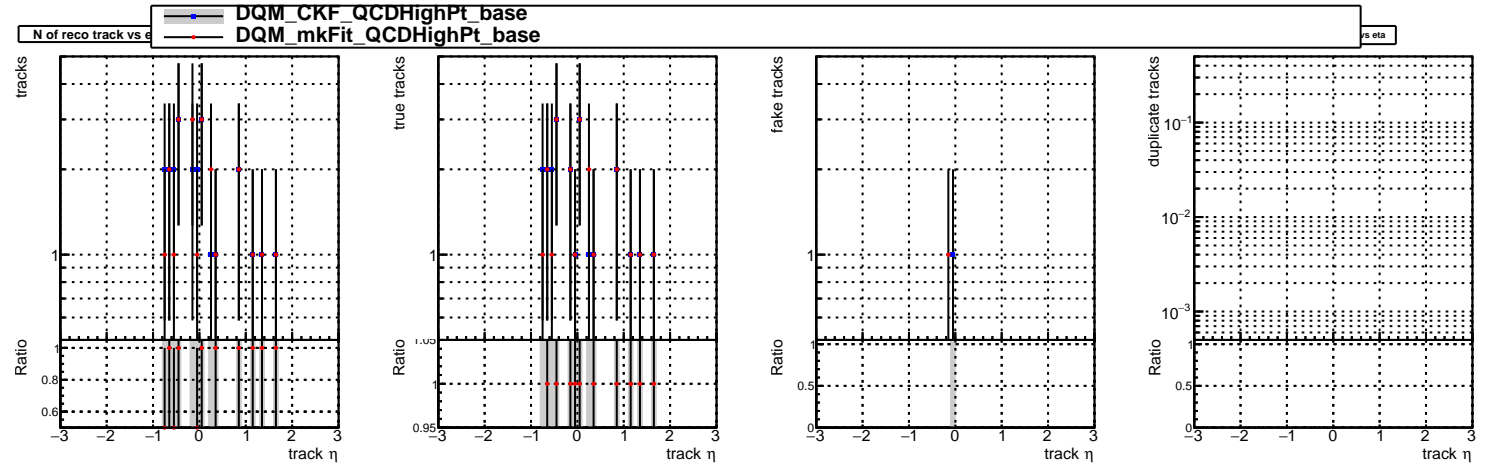 DQM_CKF_QCDHighPt_base
DQM_mkFit_QCDHighPt_base
N of reco track vs e
vs eta
tracks
1
Ratio
1
0.8
0.6
−3 −2 −1 0 1 2 3
track η
true tracks
1
Ratio
1.05
1
0.95
−3 −2 −1 0 1 2 3
track η
fake tracks
1
Ratio
1
0.5
0
−3 −2 −1 0 1 2 3
track η
duplicate tracks
10−1
10−2
10−3
Ratio
1
0.5
0
−3 −2 −1 0 1 2 3
track η